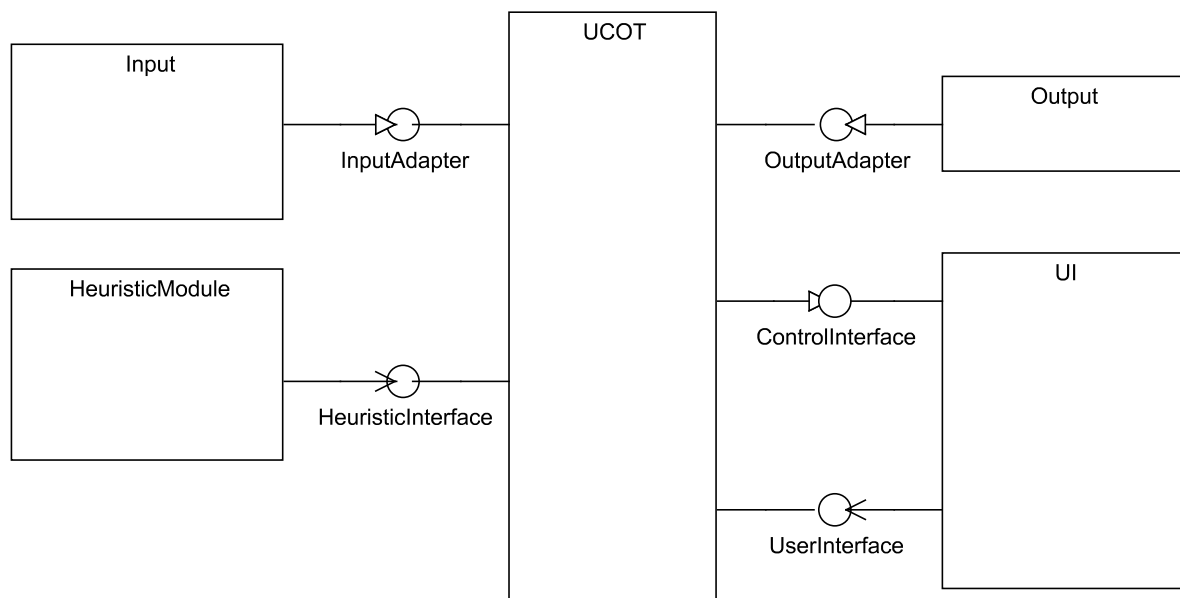 UCOT
Input
Output
InputAdapter
OutputAdapter
HeuristicModule
UI
ControlInterface
HeuristicInterface
UserInterface